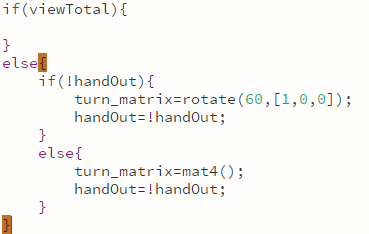 if(viewTotal){
}
else{
    if(!handOut){
        turn_matrix=rotate(60,[1,0,0]);
        handOut=!handOut;
    }
    else{
        turn_matrix=mat4();
        handOut=!handOut;
    }
}